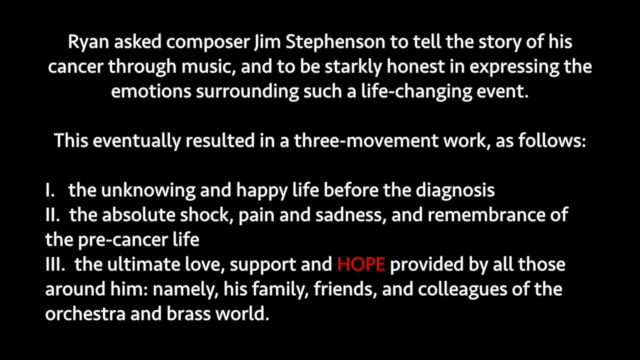 Ryan asked composer Jim Stephenson to tell the story of his
cancer through music, and to be starkly honest in expressing the
emotions surrounding such a life-changing event.
This eventually resulted in a three-movement work, as follows:
I. the unknowing and happy life before the diagnosis
II. the absolute shock, pain and sadness, and remembrance of
the pre-cancer life
III. the ultimate love, support and HOPE provided by all those
around him: namely, his family, friends, and colleagues of the
orchestra and brass world.